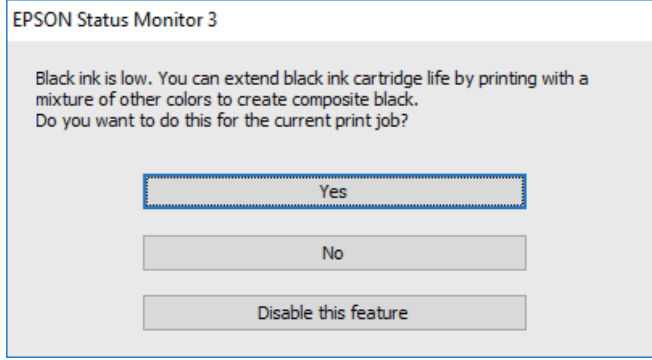 EPSON Status Monitor 3
Black ink is low. You can extend black ink cartridge life by printing with a
mixture of other colors to create composite black.
Do you want to do this for the current print job?
Yes
No
Disable this feature